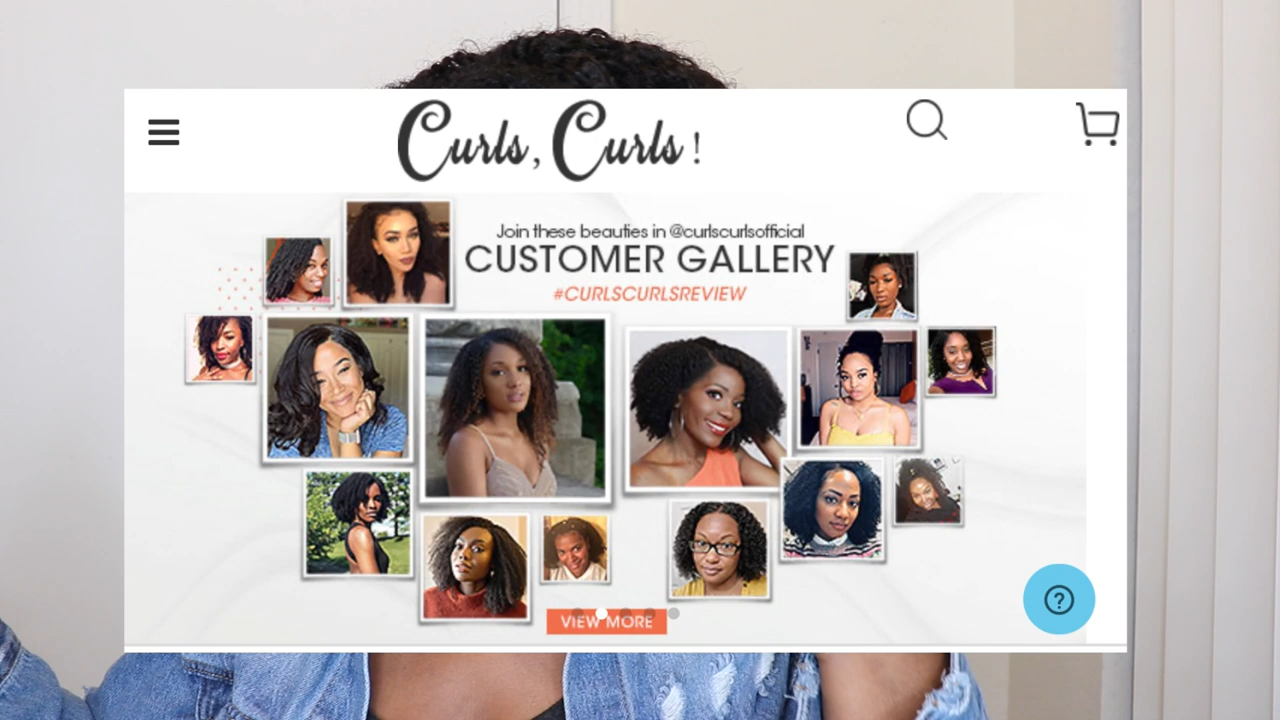 Curls, Curls!
Join these beauties in @curlscurlsofficial
CUSTOMER GALLERY
#CURLSCURLSREVIEW
VIEW MORE
?